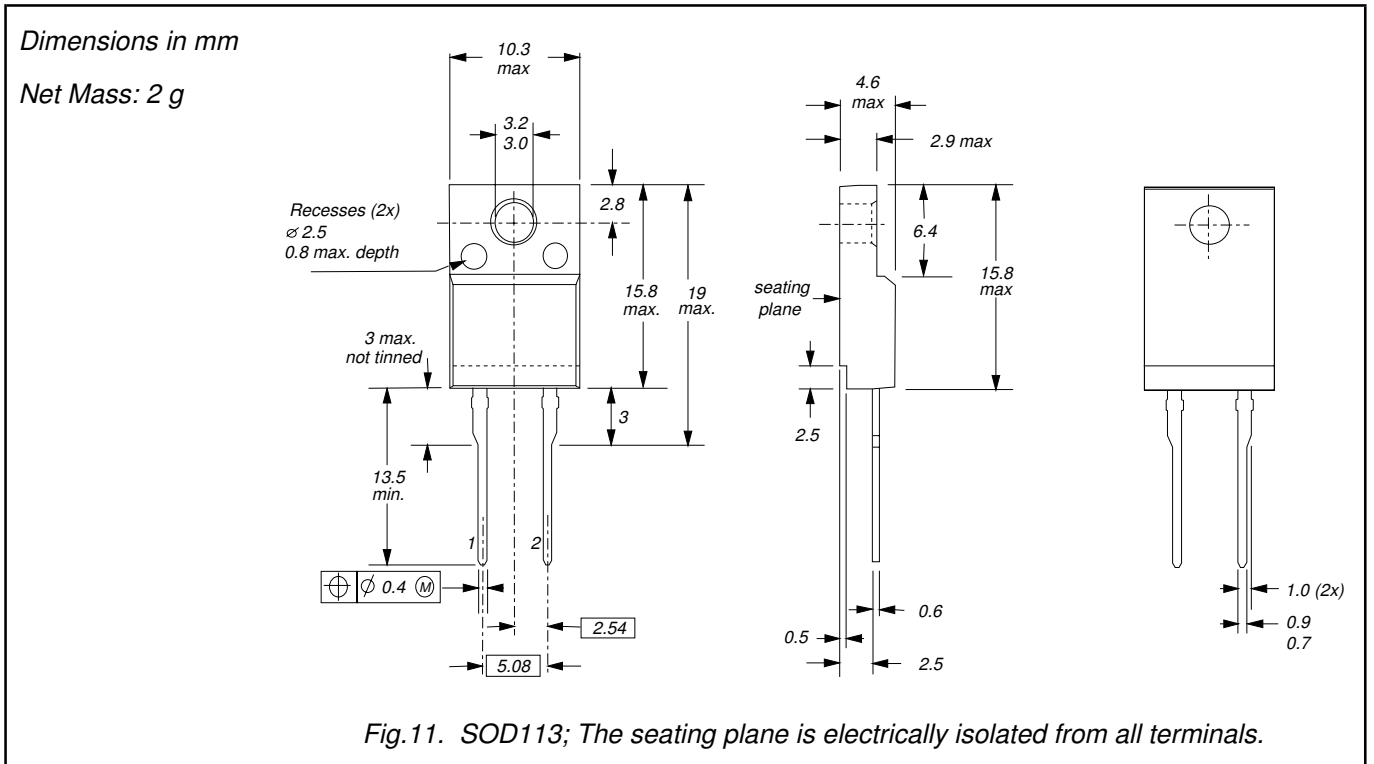 Dimensions in mm
Net Mass: 2 g
10.3
max
3.2
3.0
2.8
Recesses (2x)
⌀ 2.5
0.8 max. depth
15.8
max.
19
max.
3 max.
not tinned
3
13.5
min.
1
2
⌀ 0.4 Ⓜ
2.54
5.08
4.6
max
2.9 max
6.4
15.8
max
seating
plane
2.5
0.6
0.5
2.5
1.0 (2x)
0.9
0.7
Fig.11. SOD113; The seating plane is electrically isolated from all terminals.